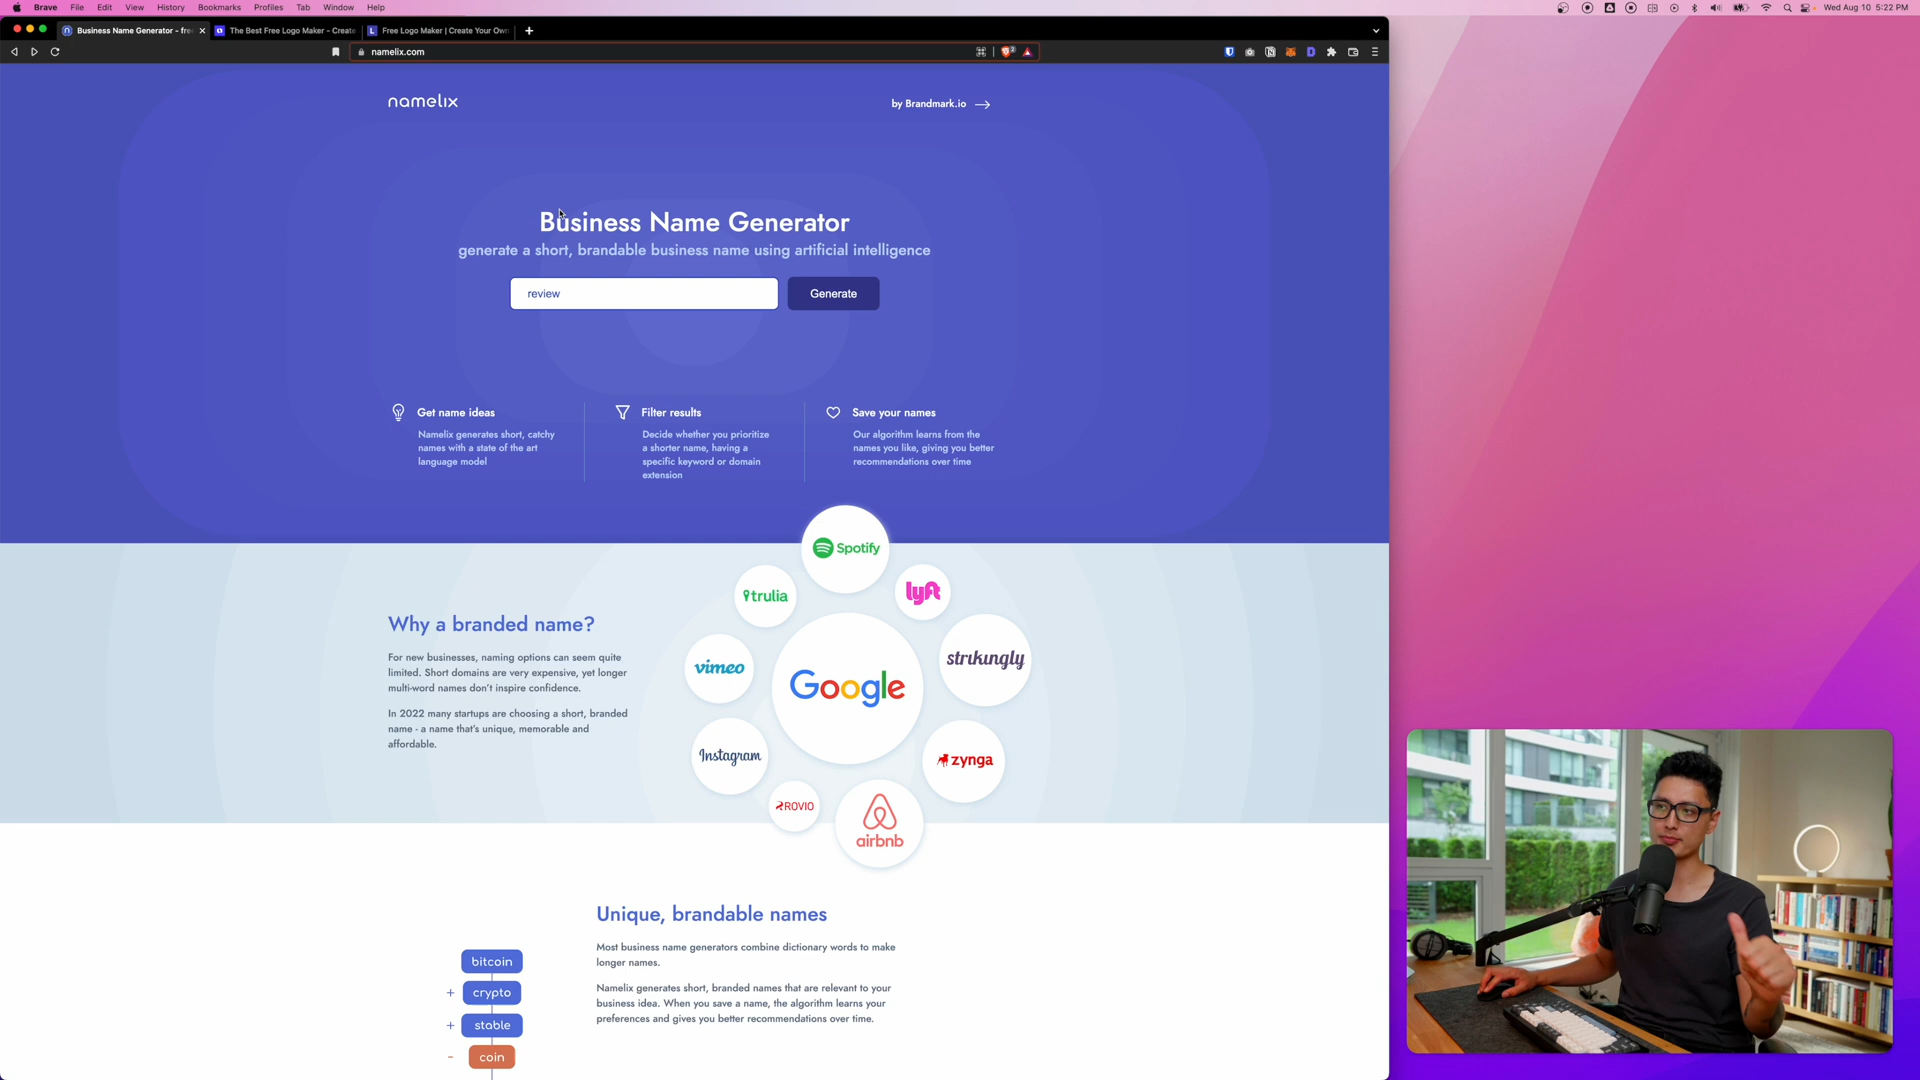 Brave File Edit View History Bookmarks Profiles Tab Window Help
Wed Aug 10 5:22 PM
Business Name Generator - free
The Best Free Logo Maker - Create
Free Logo Maker | Create Your Own
namelix.com
2
namelix
by Brandmark.io
Business Name Generator
generate a short, brandable business name using artificial intelligence
review
Generate
Get name ideas
Namelix generates short, catchy
names with a state of the art
language model
Filter results
Decide whether you prioritize
a shorter name, having a
specific keyword or domain
extension
Save your names
Our algorithm learns from the
names you like, giving you better
recommendations over time
Why a branded name?
For new businesses, naming options can seem quite
limited. Short domains are very expensive, yet longer
multi-word names don't inspire confidence.
In 2022 many startups are choosing a short, branded
name - a name that's unique, memorable and
affordable.
Spotify
trulia
lyft
vimeo
Google
strikingly
Instagram
zynga
ROVIO
airbnb
bitcoin
+ crypto
+ stable
- coin
Unique, brandable names
Most business name generators combine dictionary words to make
longer names.
Namelix generates short, branded names that are relevant to your
business idea. When you save a name, the algorithm learns your
preferences and gives you better recommendations over time.